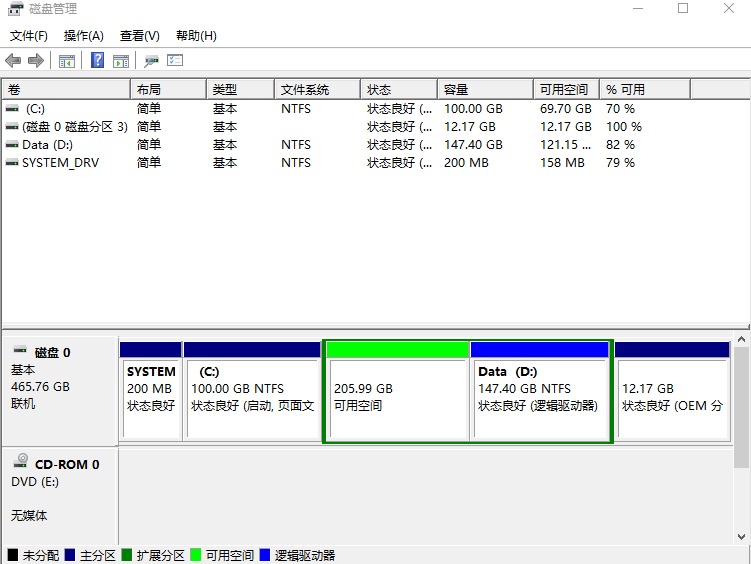 磁盘管理
文件(F) 操作(A) 查看(V) 帮助(H)
卷 布局 类型 文件系统 状态 容量 可用空间 % 可用
(C:) 简单 基本 NTFS 状态良好 (... 100.00 GB 69.70 GB 70 %
(磁盘 0 磁盘分区 3) 简单 基本 状态良好 (... 12.17 GB 12.17 GB 100 %
Data (D:) 简单 基本 NTFS 状态良好 (... 147.40 GB 121.15 ... 82 %
SYSTEM_DRV 简单 基本 NTFS 状态良好 (... 200 MB 158 MB 79 %
磁盘 0
基本
465.76 GB
联机
SYSTEM
200 MB
状态良好
(C:)
100.00 GB NTFS
状态良好 (启动, 页面文
205.99 GB
可用空间
Data (D:)
147.40 GB NTFS
状态良好 (逻辑驱动器)
12.17 GB
状态良好 (OEM 分
CD-ROM 0
DVD (E:)
无媒体
未分配 主分区 扩展分区 可用空间 逻辑驱动器